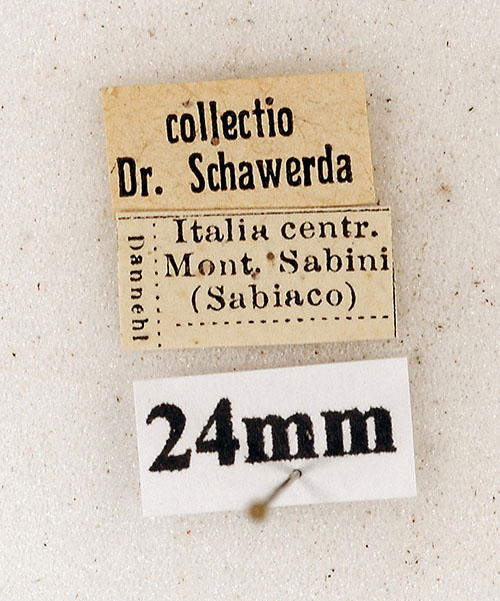 collectio
Dr. Schawerda
Dannehl
Italia centr.
Mont. Sabini
(Sabiaco)
24mm